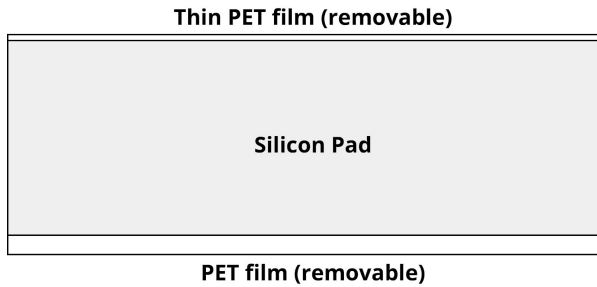 Thin PET film (removable)
Silicon Pad
PET film (removable)